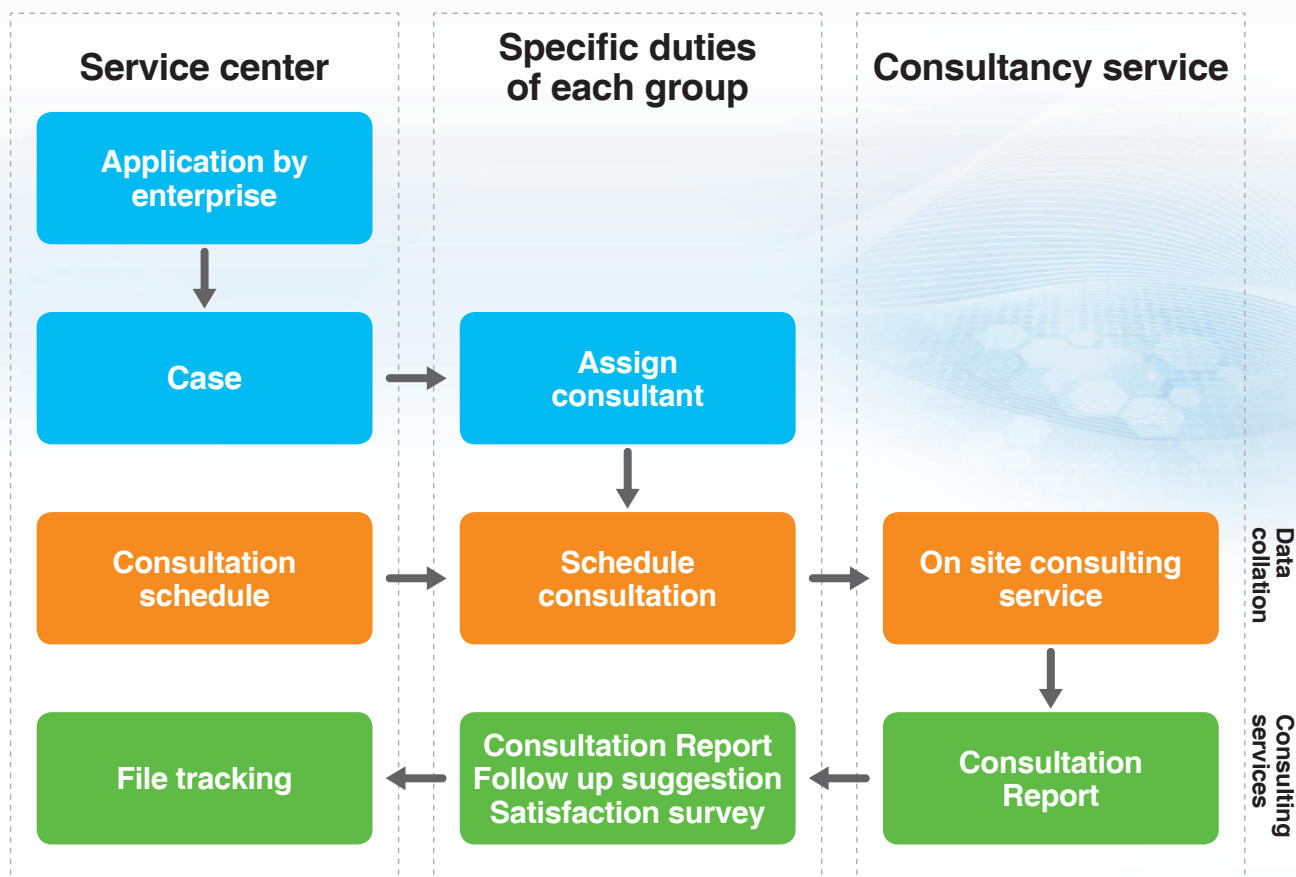 Service center
Specific duties
of each group
Consultancy service
Application by
enterprise
Case
Assign
consultant
Consultation
schedule
Schedule
consultation
On site consulting
service
Data
collation
File tracking
Consultation Report
Follow up suggestion
Satisfaction survey
Consultation
Report
Consulting
services